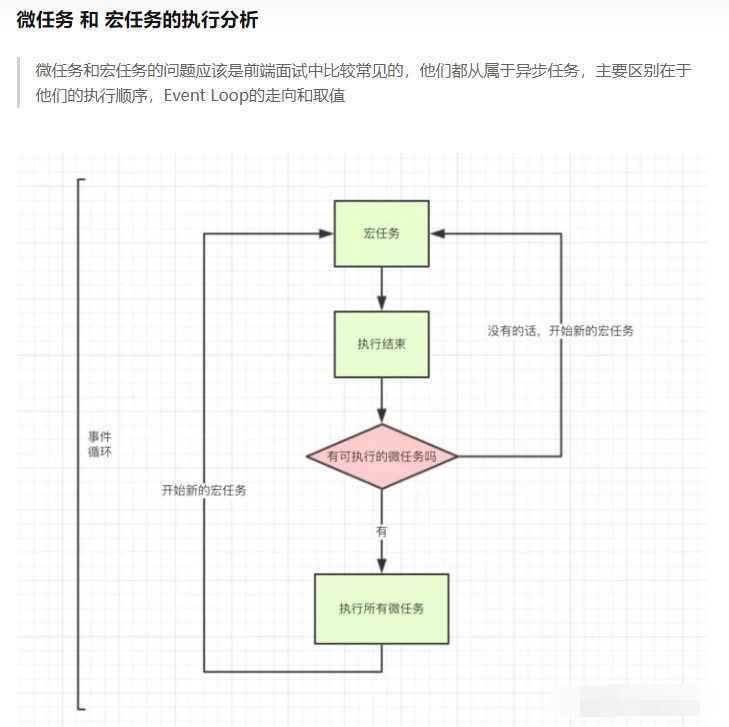 微任务 和 宏任务的执行分析
微任务和宏任务的问题应该是前端面试中比较常见的，他们都从属于异步任务，主要区别在于
他们的执行顺序，Event Loop的走向和取值
宏任务
执行结束
没有的话，开始新的宏任务
事件
循环
有可执行的微任务吗
开始新的宏任务
有
执行所有微任务